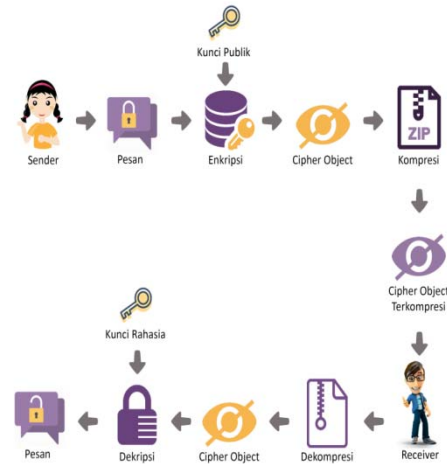 Kunci Publik
Sender
Pesan
Enkripsi
Cipher Object
ZIP
Kompresi
Cipher Object
Terkompresi
Kunci Rahasia
Pesan
Dekripsi
Cipher Object
Dekompresi
Receiver